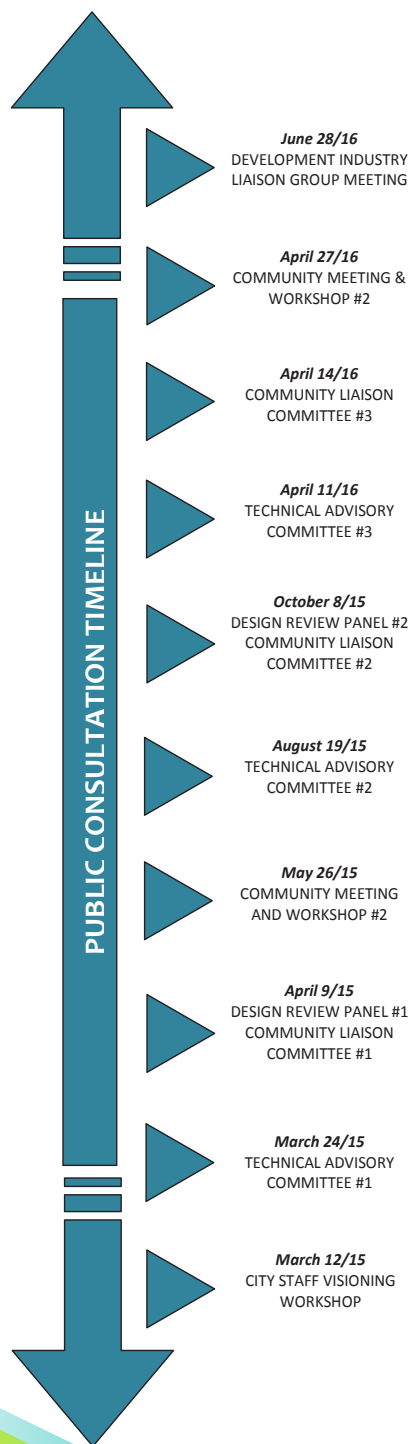 PUBLIC CONSULTATION TIMELINE
June 28/16
DEVELOPMENT INDUSTRY
LIAISON GROUP MEETING
April 27/16
COMMUNITY MEETING &
WORKSHOP #2
April 14/16
COMMUNITY LIAISON
COMMITTEE #3
April 11/16
TECHNICAL ADVISORY
COMMITTEE #3
October 8/15
DESIGN REVIEW PANEL #2
COMMUNITY LIAISON
COMMITTEE #2
August 19/15
TECHNICAL ADVISORY
COMMITTEE #2
May 26/15
COMMUNITY MEETING
AND WORKSHOP #2
April 9/15
DESIGN REVIEW PANEL #1
COMMUNITY LIAISON
COMMITTEE #1
March 24/15
TECHNICAL ADVISORY
COMMITTEE #1
March 12/15
CITY STAFF VISIONING
WORKSHOP